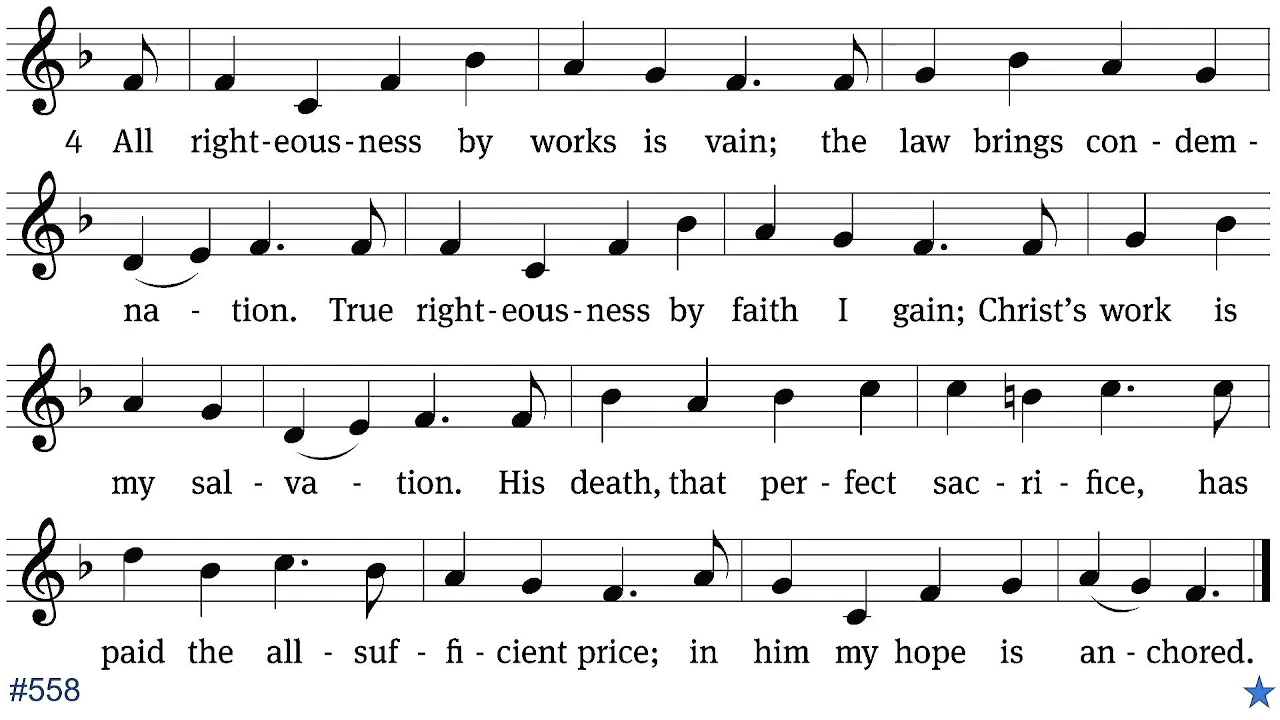 4 All right-eous-ness by works is vain; the law brings con - dem -
na - tion. True right-eous-ness by faith I gain; Christ's work is
my sal - va - tion. His death, that per - fect sac - ri - fice, has
paid the all - suf - fi - cient price; in him my hope is an - chored.
#558